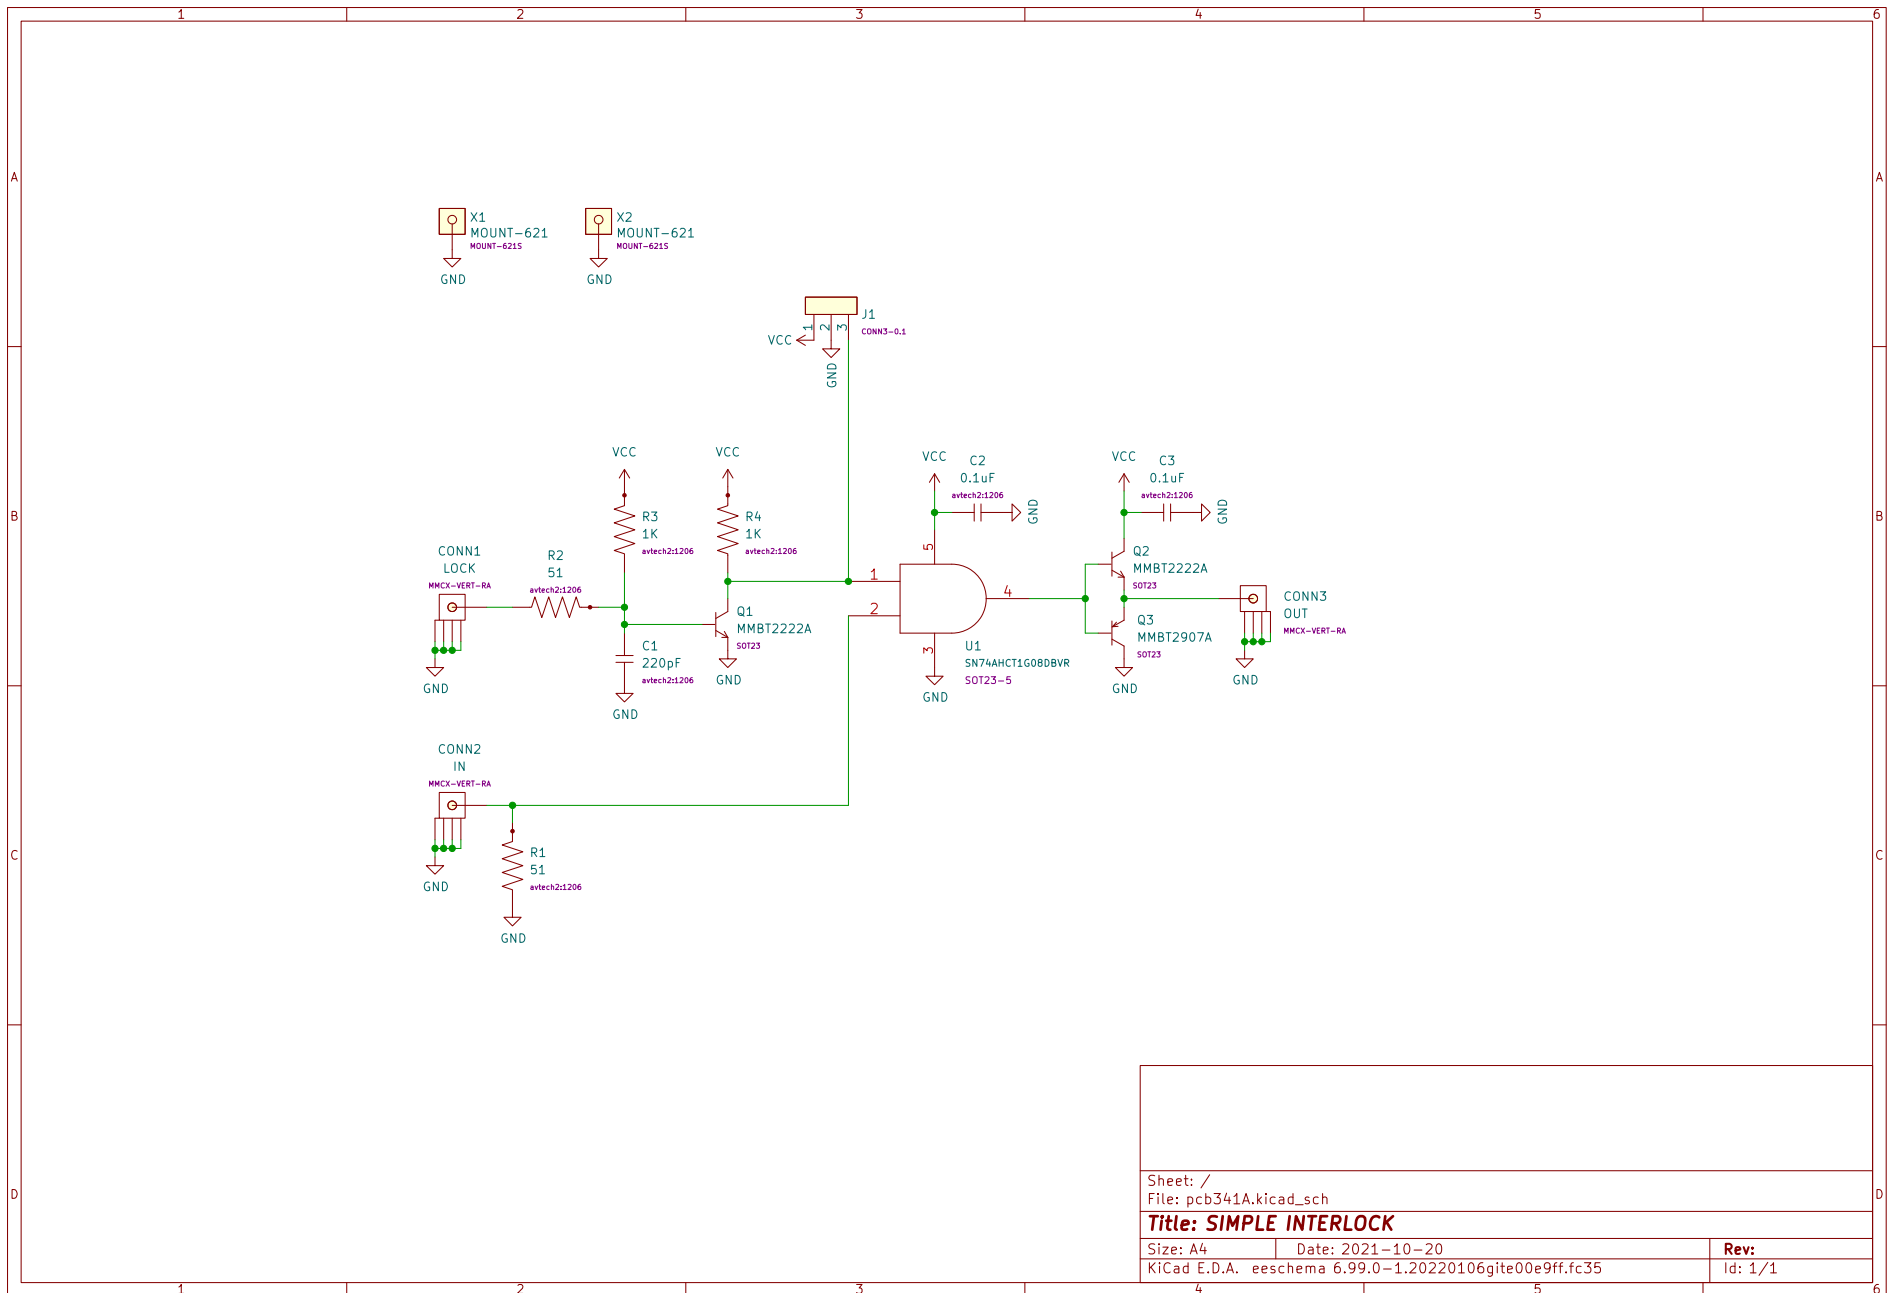 1 2 3 4 5 6
A A
X1
MOUNT-621
MOUNT-621S
GND
X2
MOUNT-621
MOUNT-621S
GND
J1
CONN3-0.1
1 2 3
VCC
GND
B B
CONN1
LOCK
MMCX-VERT-RA
GND
R2
51
avtech2:1206
VCC
R3
1K
avtech2:1206
C1
220pF
avtech2:1206
GND
VCC
R4
1K
avtech2:1206
Q1
MMBT2222A
SOT23
GND
VCC
C2
0.1uF
avtech2:1206
GND
5
1
2
4
3
U1
SN74AHCT1G08DBVR
SOT23-5
GND
VCC
C3
0.1uF
avtech2:1206
GND
Q2
MMBT2222A
SOT23
Q3
MMBT2907A
SOT23
GND
CONN3
OUT
MMCX-VERT-RA
GND
CONN2
IN
MMCX-VERT-RA
GND
C C
R1
51
avtech2:1206
GND
D D
Sheet: /
File: pcb341A.kicad_sch
Title: SIMPLE INTERLOCK
Size: A4 Date: 2021-10-20 Rev:
KiCad E.D.A. eeschema 6.99.0-1.20220106gite00e9ff.fc35 Id: 1/1
1 2 3 4 5 6